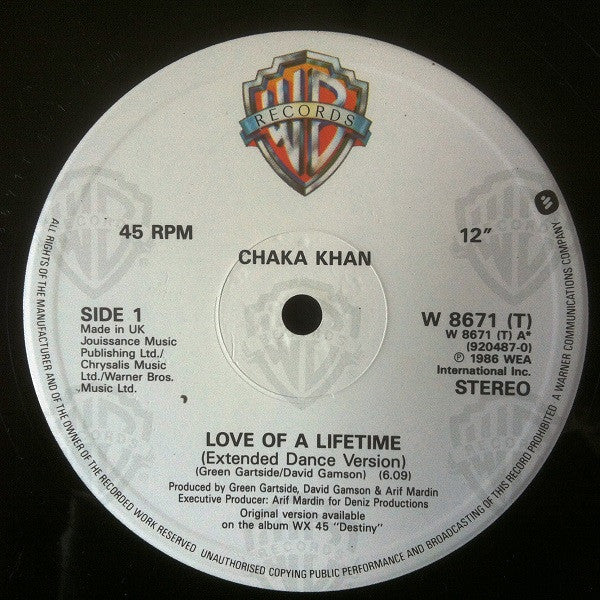 WB
RECORDS
45 RPM
12"
CHAKA KHAN
SIDE 1
Made in UK
Jouissance Music
Publishing Ltd./
Chrysalis Music
Ltd./Warner Bros.
Music Ltd.
W 8671 (T)
W 8671 (T) A*
(920487-0)
℗ 1986 WEA
International Inc.
STEREO
LOVE OF A LIFETIME
(Extended Dance Version)
(Green Gartside/David Gamson) (6.09)
Produced by Green Gartside, David Gamson & Arif Mardin
Executive Producer: Arif Mardin for Deniz Productions
Original version available
on the album WX 45 "Destiny"
ALL RIGHTS OF THE MANUFACTURER AND OF THE OWNER OF THE RECORDED WORK RESERVED. UNAUTHORISED COPYING PUBLIC PERFORMANCE AND BROADCASTING OF THIS RECORD PROHIBITED A WARNER COMMUNICATIONS COMPANY